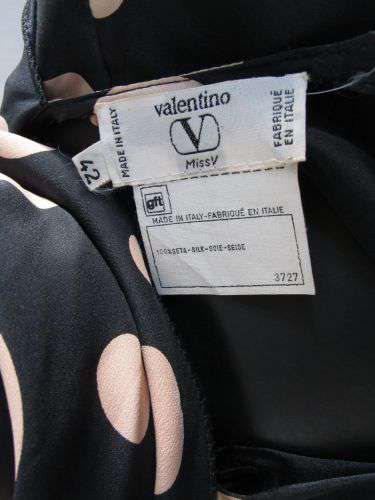 valentino
V
MissV
MADE IN ITALY
FABRIQUÉ
EN ITALIE
42
gft
MADE IN ITALY-FABRIQUÉ EN ITALIE
100%SETA-SILK-SOIE-SEIDE
3727